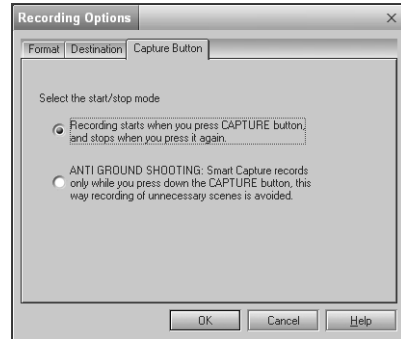 Recording Options
Format Destination Capture Button
Select the start/stop mode
Recording starts when you press CAPTURE button,
and stops when you press it again.
ANTI GROUND SHOOTING: Smart Capture records
only while you press down the CAPTURE button, this
way recording of unnecessary scenes is avoided.
OK Cancel Help